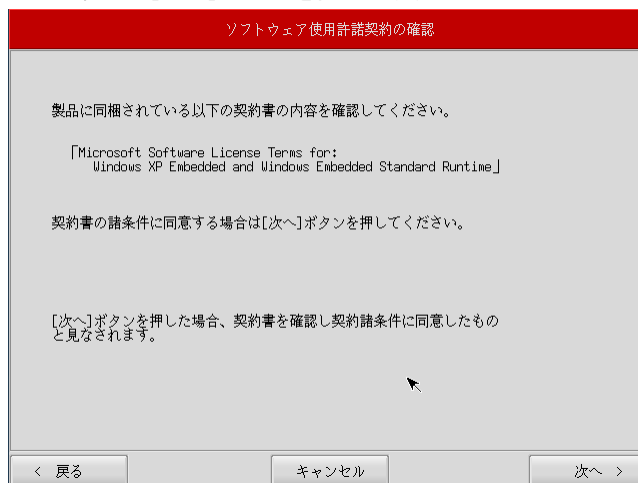 ソフトウェア使用許諾契約の確認
製品に同梱されている以下の契約書の内容を確認してください。
「Microsoft Software License Terms for:
Windows XP Embedded and Windows Embedded Standard Runtime」
契約書の諸条件に同意する場合は[次へ]ボタンを押してください。
[次へ]ボタンを押した場合、契約書を確認し契約諸条件に同意したもの
と見なされます。
< 戻る
キャンセル
次へ >